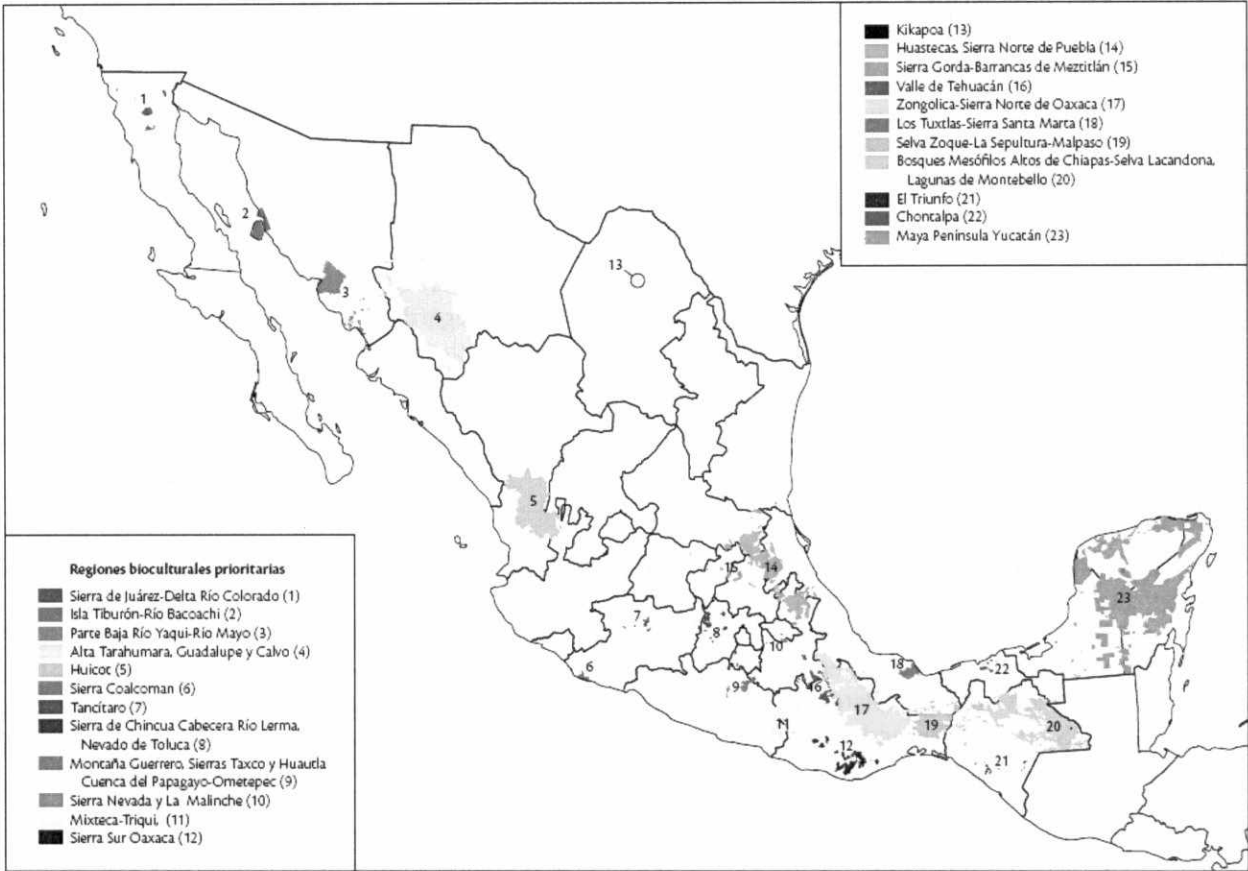 Kikapoa (13)
Huastecas, Sierra Norte de Puebla (14)
Sierra Gorda-Barrancas de Meztitlán (15)
Valle de Tehuacán (16)
Zongolica-Sierra Norte de Oaxaca (17)
Los Tuxtlas-Sierra Santa Marta (18)
Selva Zoque-La Sepultura-Malpaso (19)
Bosques Mesófilos Altos de Chiapas-Selva Lacandona,
Lagunas de Montebello (20)
El Triunfo (21)
Chontalpa (22)
Maya Península Yucatán (23)
1
2
3
4
13
5
15
14
7
8
10
6
9
16
17
11
12
18
19
22
20
21
23
Regiones bioculturales prioritarias
Sierra de Juárez-Delta Río Colorado (1)
Isla Tiburón-Río Bacoachi (2)
Parte Baja Río Yaqui-Río Mayo (3)
Alta Tarahumara, Guadalupe y Calvo (4)
Huicot (5)
Sierra Coalcoman (6)
Tancítaro (7)
Sierra de Chincua Cabecera Río Lerma,
Nevado de Toluca (8)
Montaña Guerrero, Sierras Taxco y Huautla
Cuenca del Papagayo-Ometepec (9)
Sierra Nevada y La Malinche (10)
Mixteca-Triqui, (11)
Sierra Sur Oaxaca (12)